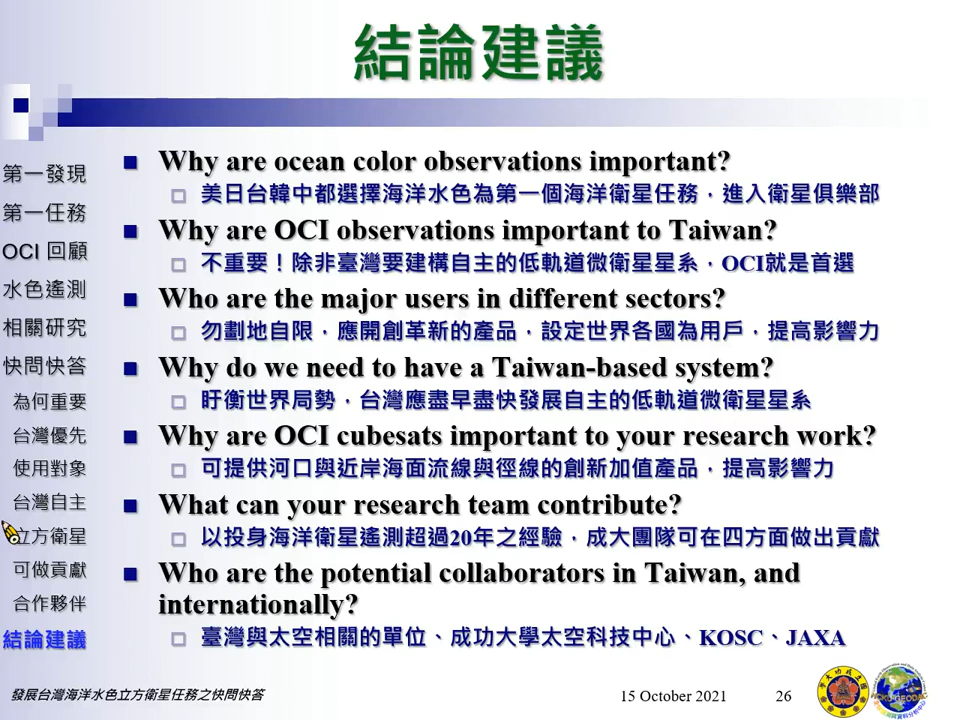 結論建議
第一發現
第一任務
OCI 回顧
水色遙測
相關研究
快問快答
為何重要
台灣優先
使用對象
台灣自主
立方衛星
可做貢獻
合作夥伴
結論建議
Why are ocean color observations important?
美日台韓中都選擇海洋水色為第一個海洋衛星任務，進入衛星俱樂部
Why are OCI observations important to Taiwan?
不重要！除非臺灣要建構自主的低軌道微衛星星系，OCI就是首選
Who are the major users in different sectors?
勿劃地自限，應開創革新的產品，設定世界各國為用戶，提高影響力
Why do we need to have a Taiwan-based system?
盱衡世界局勢，台灣應盡早盡快發展自主的低軌道微衛星星系
Why are OCI cubesats important to your research work?
可提供河口與近岸海面流線與徑線的創新加值產品，提高影響力
What can your research team contribute?
以投身海洋衛星遙測超過20年之經驗，成大團隊可在四方面做出貢獻
Who are the potential collaborators in Taiwan, and
internationally?
臺灣與太空相關的單位、成功大學太空科技中心、KOSC、JAXA
發展台灣海洋水色立方衛星任務之快問快答
15 October 2021
26